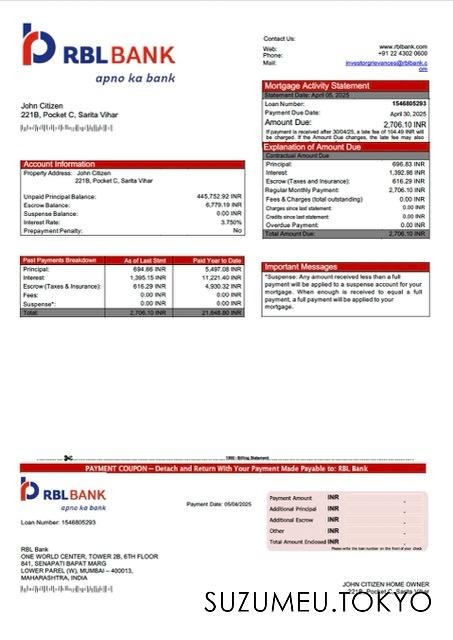 RBL BANK
apno ka bank
Contact Us:
Web: www.rblbank.com
Phone: +91 22 4302 0600
Mail: investorgrievances@rblbank.c
om
John Citizen
221B, Pocket C, Sarita Vihar
Mortgage Activity Statement
Statement Date: April 05, 2025
Loan Number: 1546805293
Payment Due Date: April 30, 2025
Amount Due: 2,706.10 INR
If payment is received after 30/04/25, a late fee of 104.49 INR will
be charged. If the Amount Due changes, the late fee may also
Explanation of Amount Due
Contractual Amount Due
Principal: 696.83 INR
Interest: 1,392.98 INR
Escrow (Taxes and Insurance): 616.29 INR
Regular Monthly Payment: 2,706.10 INR
Fees & Charges (total outstanding) 0.00 INR
Charges since last statement: 0.00 INR
Credits since last statement: 0.00 INR
Overdue Payment: 0.00 INR
Total Amount Due: 2,706.10 INR
Account Information
Property Address: John Citizen
221B, Pocket C, Sarita Vihar
Unpaid Principal Balance: 445,752.92 INR
Escrow Balance: 6,779.19 INR
Suspense Balance: 0.00 INR
Interest Rate: 3.750%
Prepayment Penalty: No
Past Payments Breakdown As of Last Stmt Paid Year to Date
Principal: 694.66 INR 5,497.08 INR
Interest: 1,395.15 INR 11,221.40 INR
Escrow (Taxes & Insurance): 616.29 INR 4,930.32 INR
Fees: 0.00 INR 0.00 INR
Suspense*: 0.00 INR 0.00 INR
Total: 2,706.10 INR 21,648.80 INR
Important Messages
*Suspense: Any amount received less than a full
payment will be applied to a suspense account for your
mortgage. When enough is received to equal a full
payment, a full payment will be applied to your
mortgage.
Billing Statement
PAYMENT COUPON – Detach and Return With Your Payment Made Payable to: RBL Bank
RBL BANK
apno ka bank
Payment Date: 05/04/2025
Loan Number: 1546805293
Payment Amount INR -
Additional Principal INR -
Additional Escrow INR -
Other INR -
Total Amount Enclosed INR -
Please write the loan number on the front of your check
RBL Bank
ONE WORLD CENTER, TOWER 2B, 6TH FLOOR
841, SENAPATI BAPAT MARG
LOWER PAREL (W), MUMBAI – 400013,
MAHARASHTRA, INDIA
JOHN CITIZEN HOME OWNER
221B, Pocket C, Sarita Vihar
SUZUMEU.TOKYO